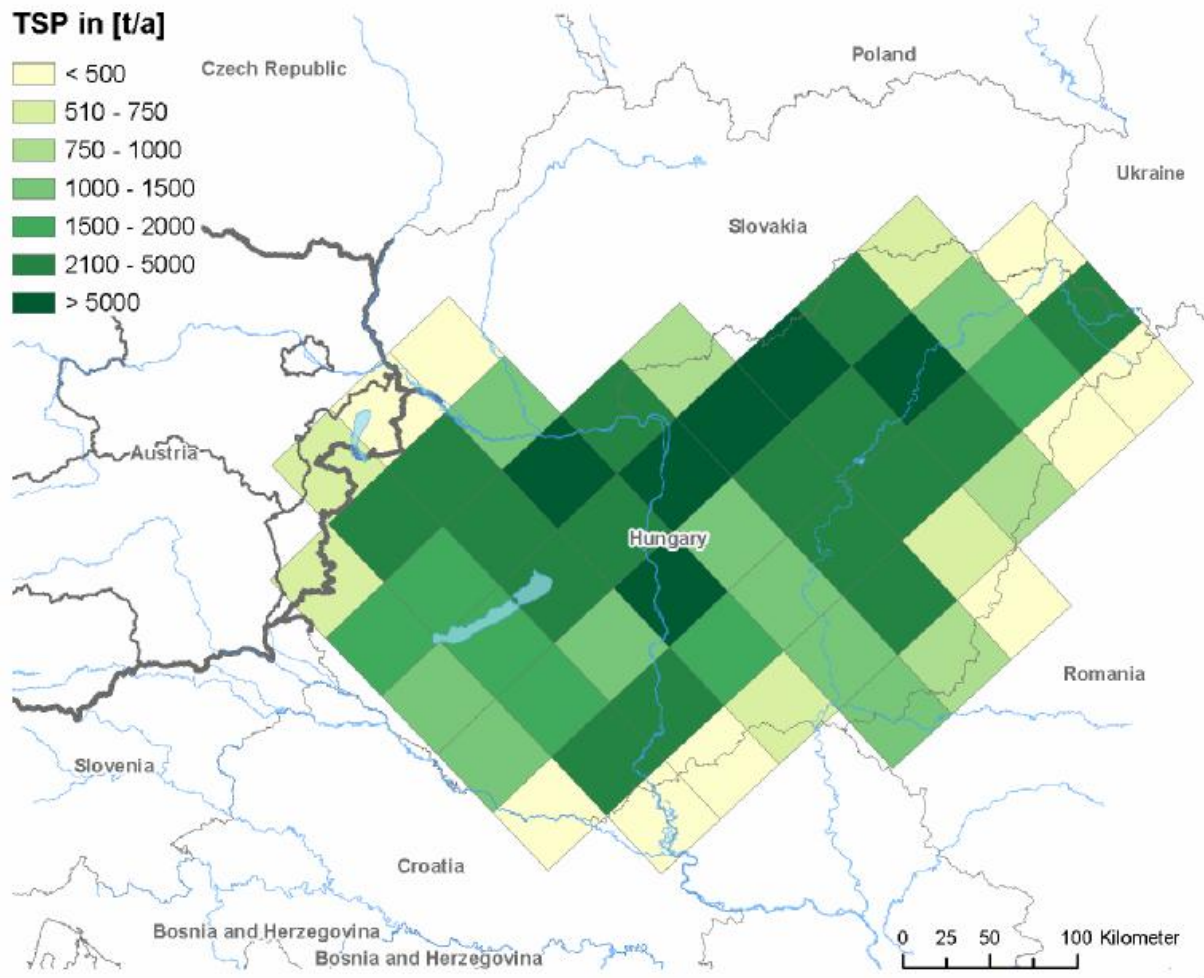 TSP in [t/a]
< 500
510 - 750
750 - 1000
1000 - 1500
1500 - 2000
2100 - 5000
> 5000
Czech Republic
Poland
Ukraine
Slovakia
Austria
Hungary
Romania
Slovenia
Croatia
Bosnia and Herzegovina
Bosnia and Herzegovina
0 25 50 100 Kilometer